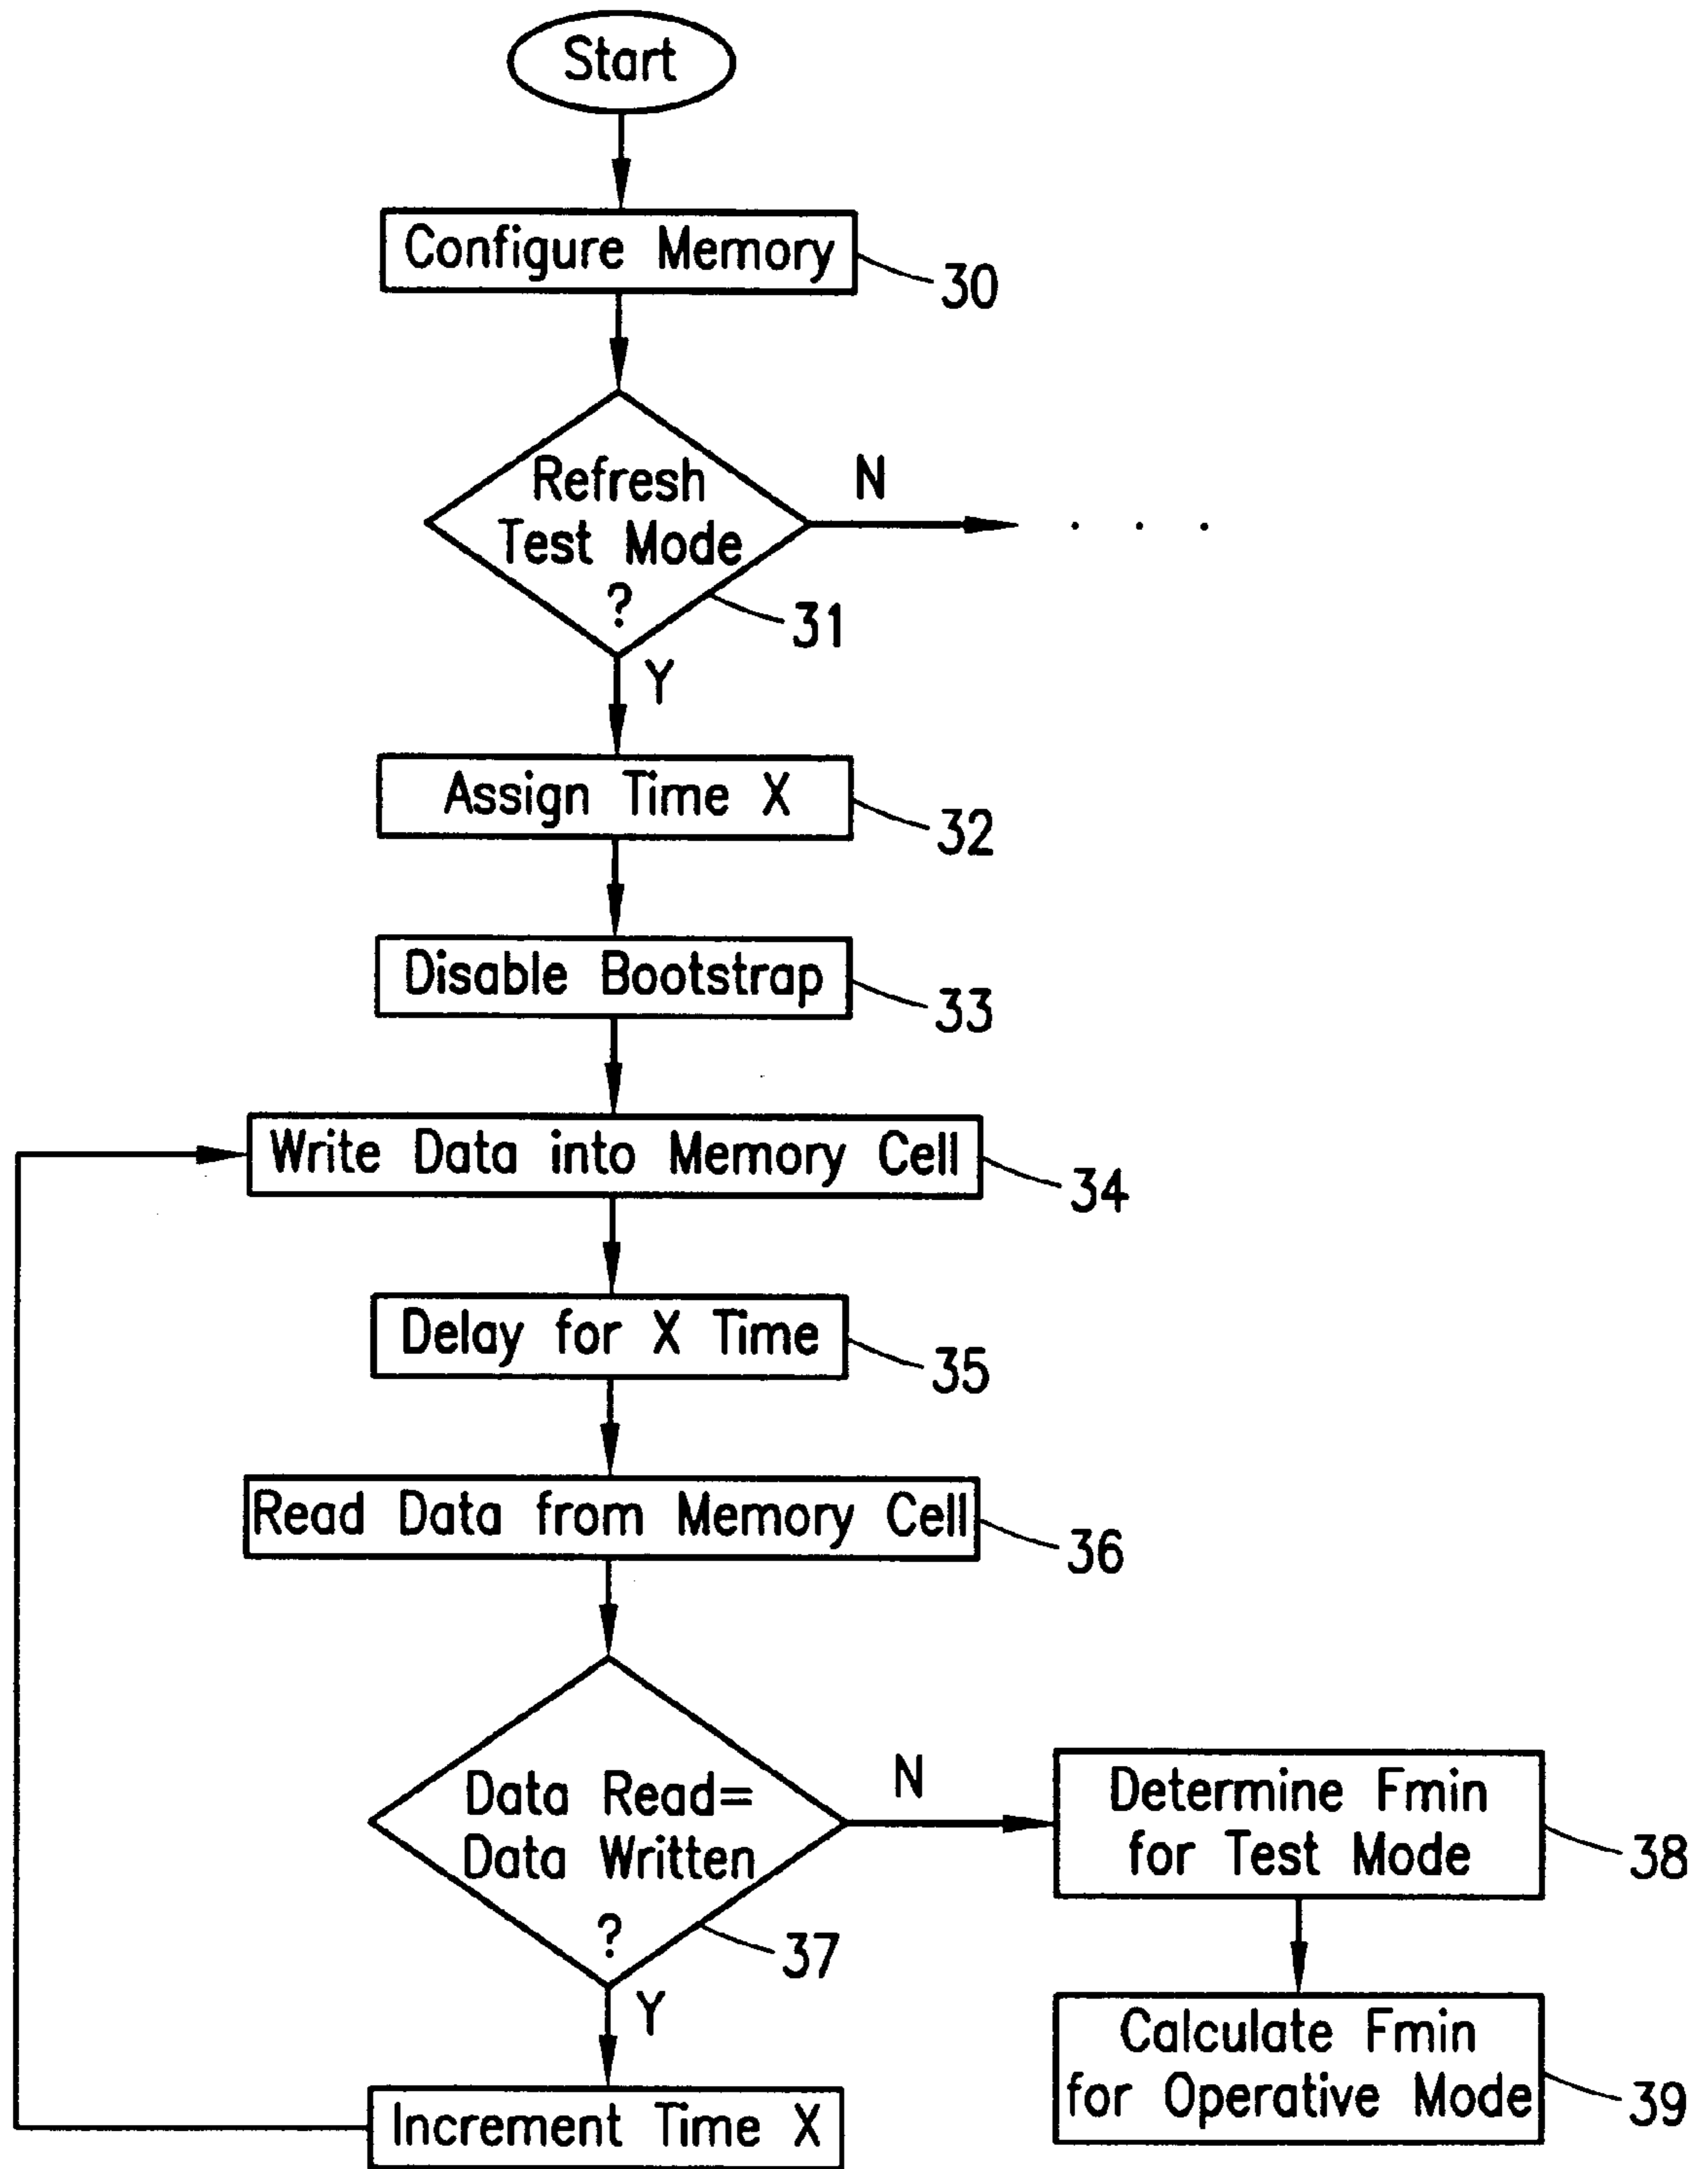 Start
Configure Memory
30
Refresh
Test Mode
?
N
. . .
31
Y
Assign Time X
32
Disable Bootstrap
33
Write Data into Memory Cell
34
Delay for X Time
35
Read Data from Memory Cell
36
Data Read=
Data Written
?
N
37
Determine Fmin
for Test Mode
38
Y
Calculate Fmin
for Operative Mode
39
Increment Time X